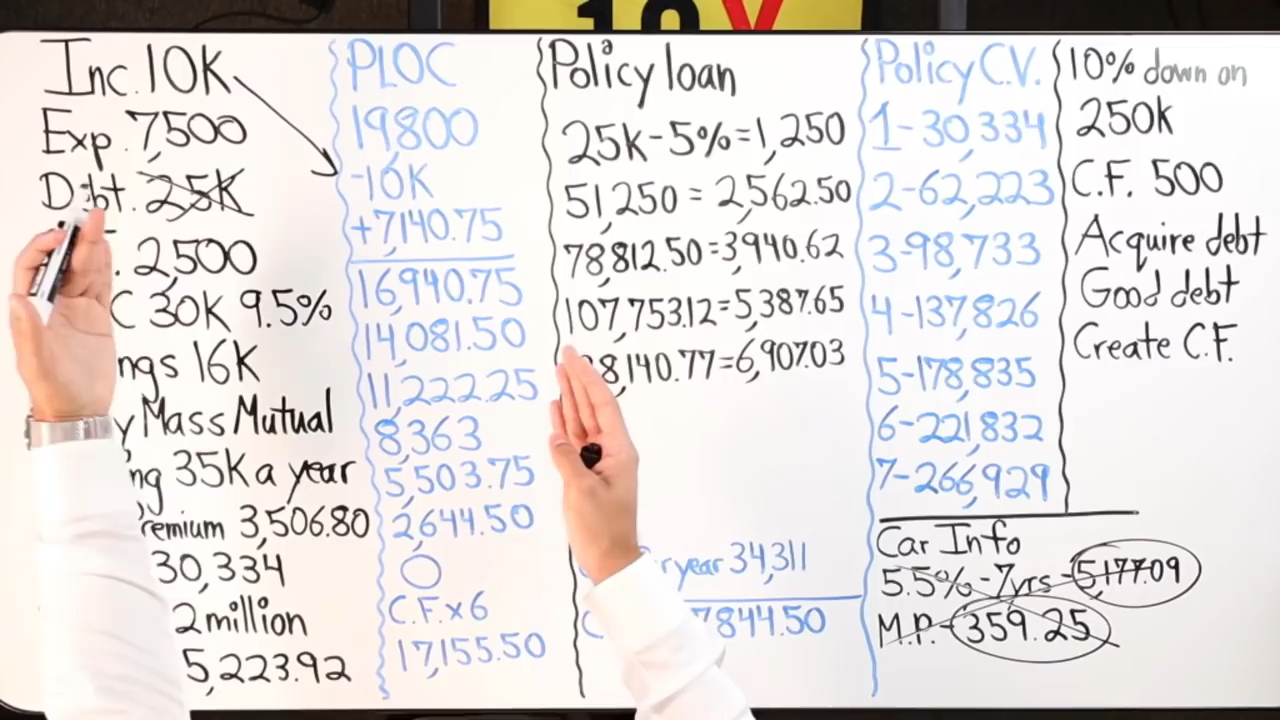 10X
Inc. 10K
Exp. 7,500
Debt. 25K
. 2,500
C 30K 9.5%
ngs 16K
y Mass Mutual
ng 35K a year
remium 3,506.80
30,334
2 million
5,223.92
PLOC
19,800
-10K
+7,140.75
16,940.75
14,081.50
11,222.25
8,363
5,503.75
2,644.50
0
C.F. x 6
17,155.50
Policy loan
25K-5%=1,250
51,250 = 2,562.50
78,812.50=3,940.62
107,753.12=5,387.65
8,140.77=6,907.03
r year 34,311
7844.50
Policy C.V.
1-30,334
2-62,223
3-98,733
4-137,826
5-178,835
6-221,832
7-266,929
10% down on
250K
C.F. 500
Acquire debt
Good debt
Create C.F.
Car Info
5.5%-7yrs-5,177.09
M.P.-359.25